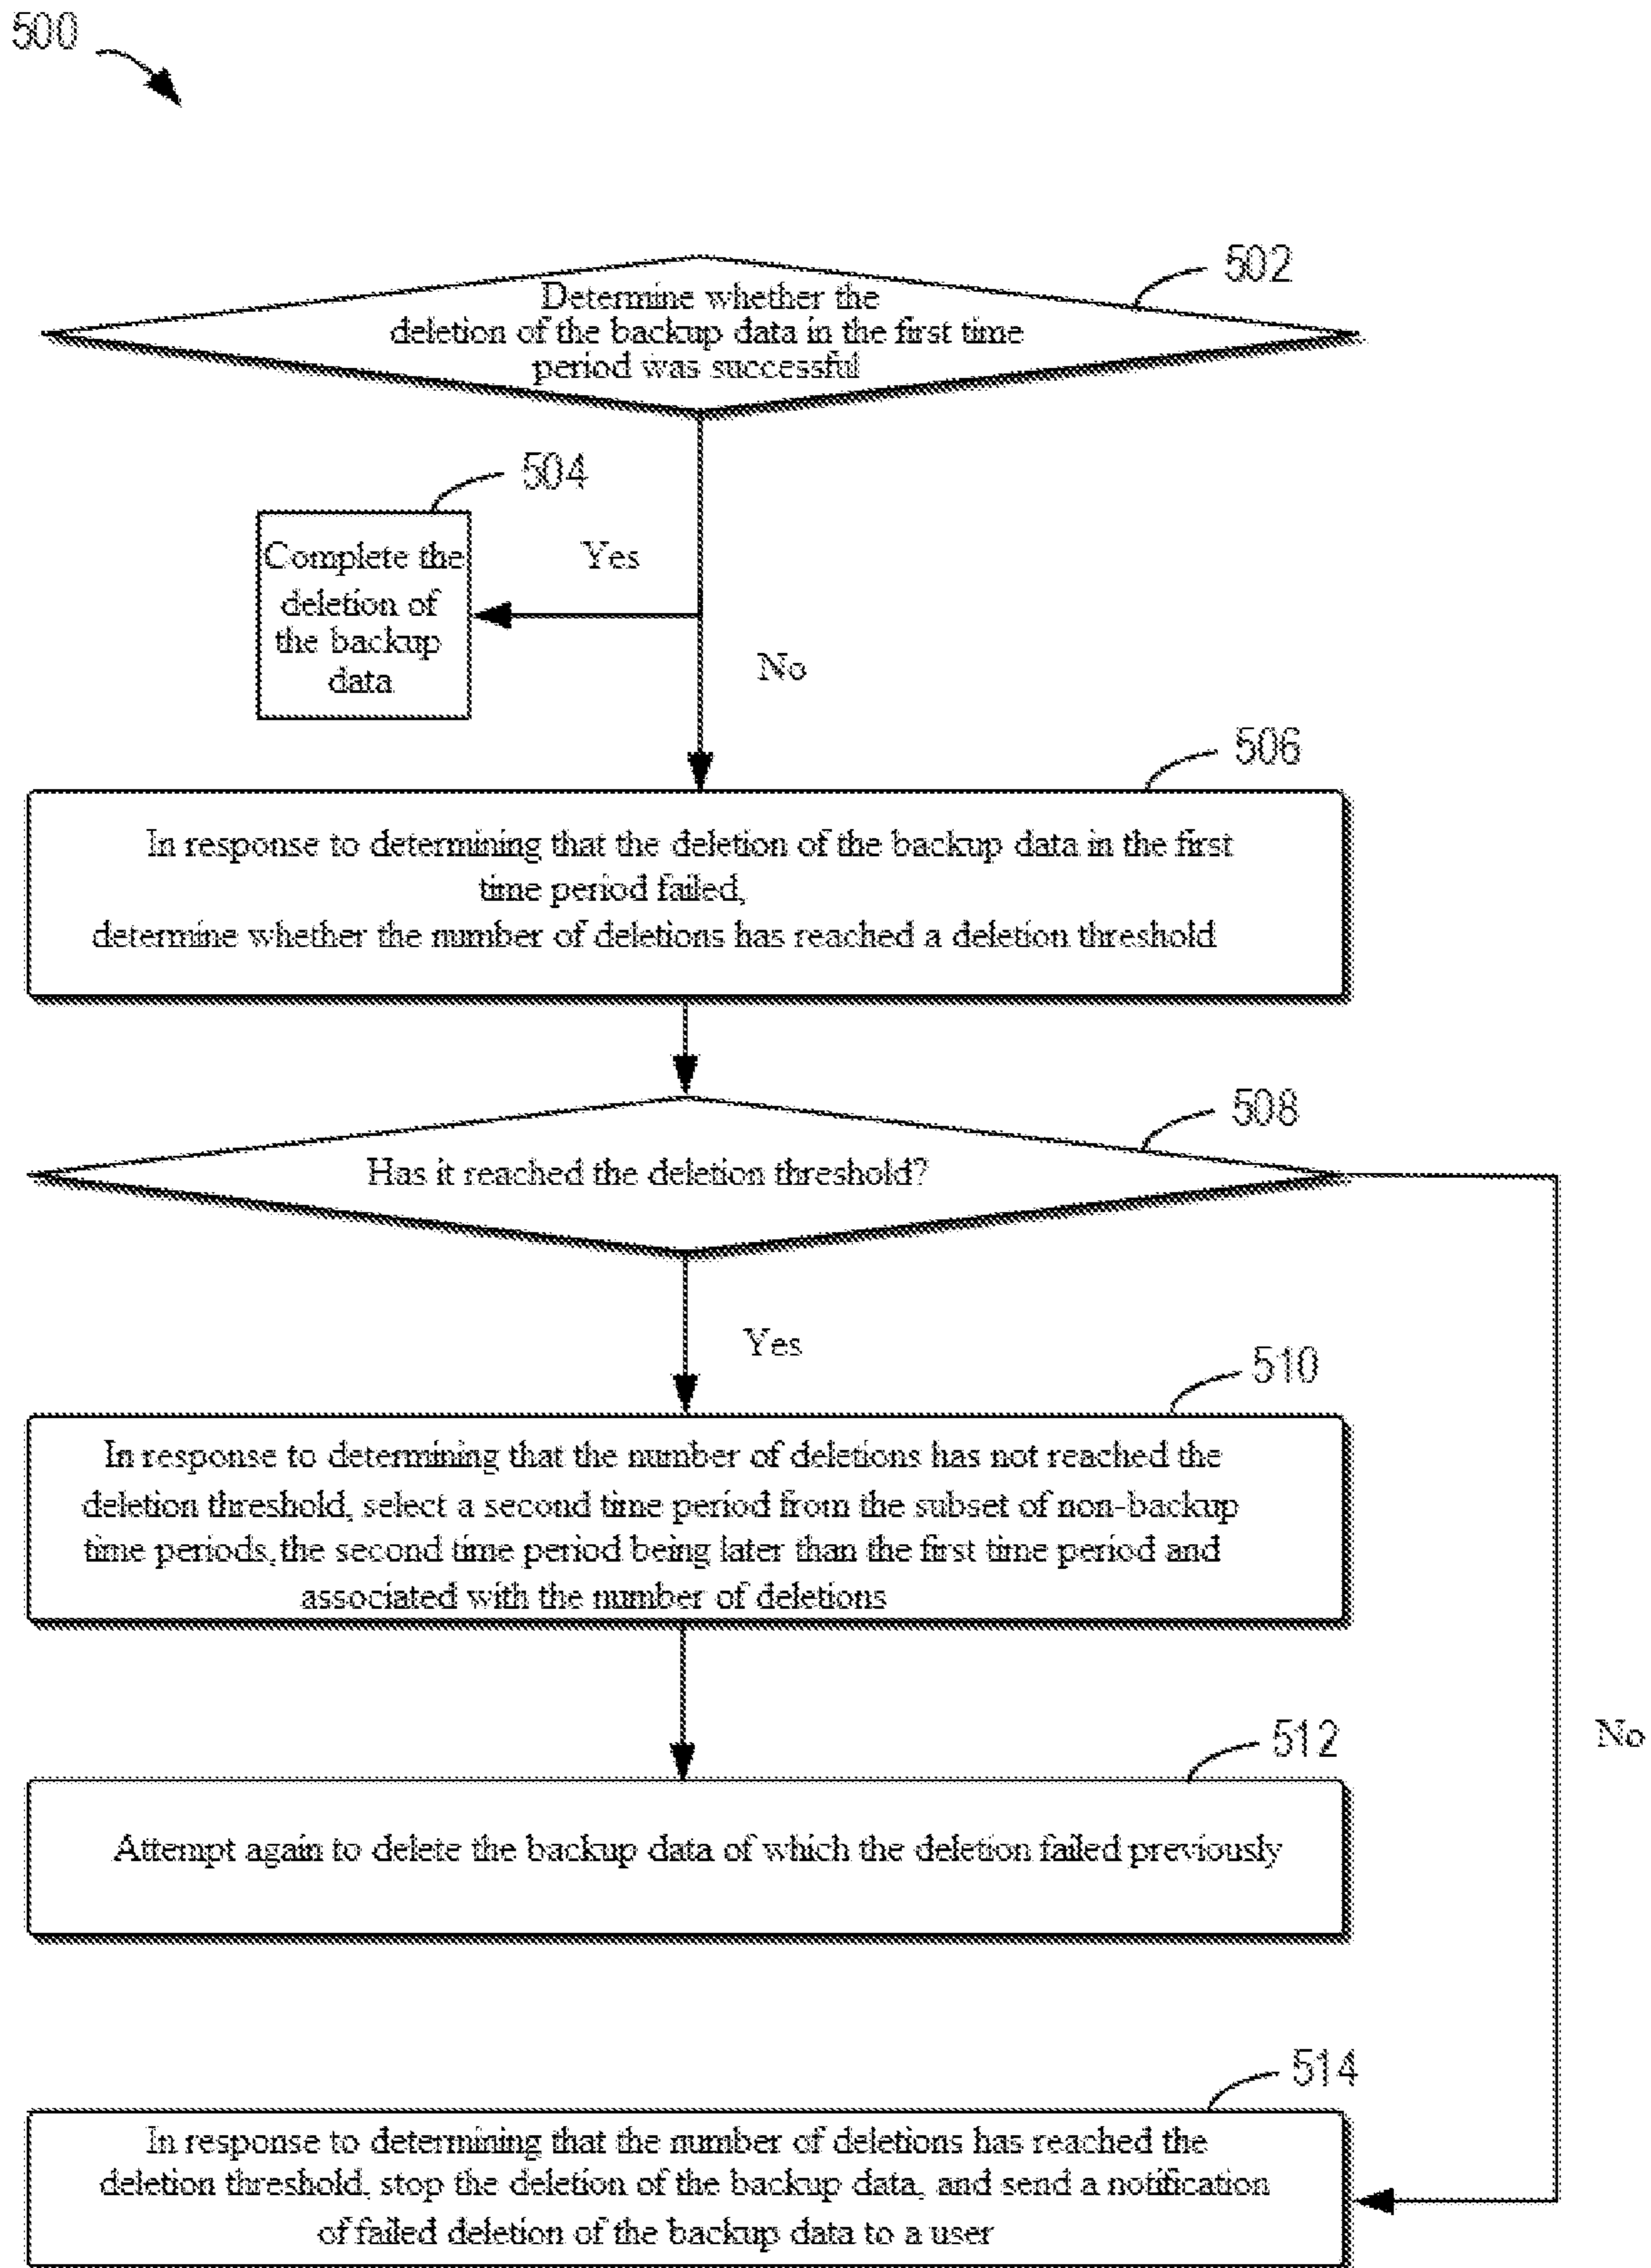 500
502
Determine whether the
deletion of the backup data in the first time
period was successful
504
Complete the
deletion of
the backup
data
Yes
No
506
In response to determining that the deletion of the backup data in the first
time period failed,
determine whether the number of deletions has reached a deletion threshold
508
Has it reached the deletion threshold?
Yes
510
In response to determining that the number of deletions has not reached the
deletion threshold, select a second time period from the subset of non-backup
time periods, the second time period being later than the first time period and
associated with the number of deletions
No
512
Attempt again to delete the backup data of which the deletion failed previously
514
In response to determining that the number of deletions has reached the
deletion threshold, stop the deletion of the backup data, and send a notification
of failed deletion of the backup data to a user